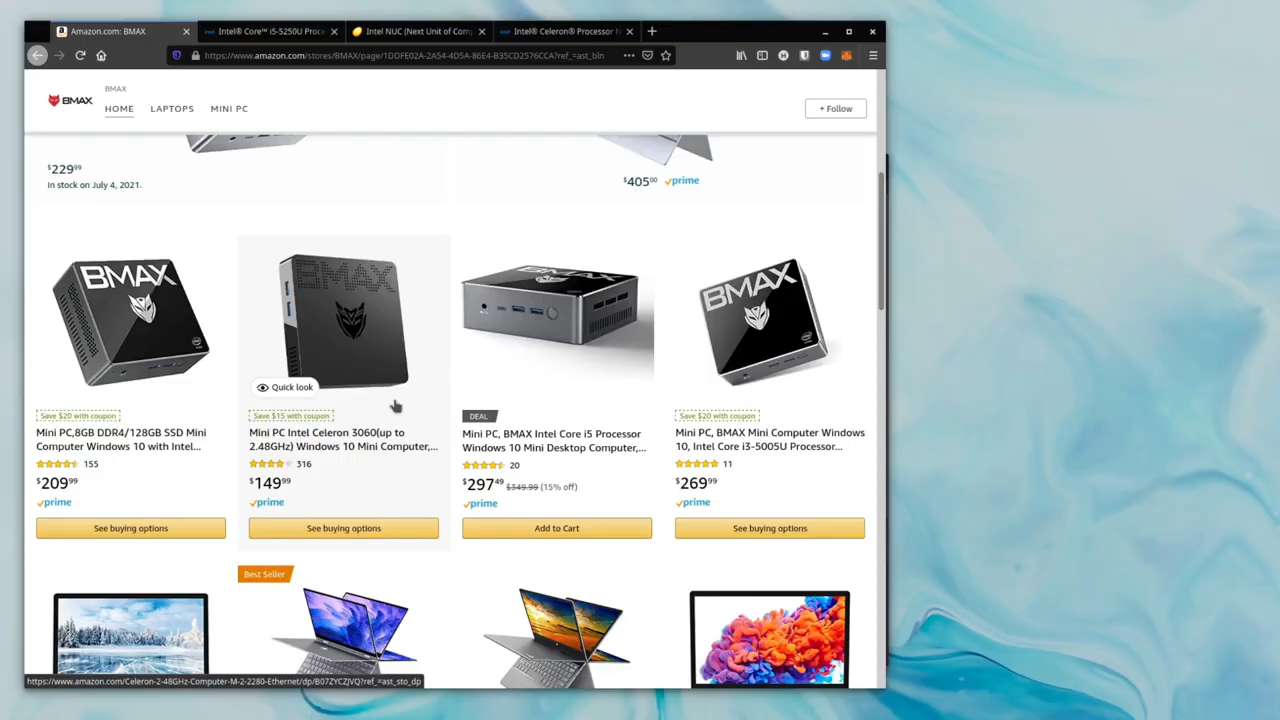 Amazon.com: BMAX
Intel® Core™ i5-5250U Proc
Intel NUC (Next Unit of Com
Intel® Celeron® Processor N
https://www.amazon.com/stores/BMAX/page/1DDFE02A-2A54-4D5A-86E4-B35CD2576CCA?ref_=ast_bln
BMAX
BMAX
HOME LAPTOPS MINI PC
+ Follow
$229.99
In stock on July 4, 2021.
$405.00 prime
BMAX
BMAX
BMAX
BMAX
Quick look
Save $20 with coupon
Mini PC,8GB DDR4/128GB SSD Mini
Computer Windows 10 with Intel...
155
$209.99
prime
See buying options
Save $15 with coupon
Mini PC Intel Celeron 3060(up to
2.48GHz) Windows 10 Mini Computer,...
316
$149.99
prime
See buying options
DEAL
Mini PC, BMAX Intel Core i5 Processor
Windows 10 Mini Desktop Computer,...
20
$297.49 $349.99 (15% off)
prime
Add to Cart
Save $20 with coupon
Mini PC, BMAX Mini Computer Windows
10, Intel Core i3-5005U Processor...
11
$269.99
prime
See buying options
Best Seller
https://www.amazon.com/Celeron-2-48GHz-Computer-M-2-2280-Ethernet/dp/B07ZYCZJVQ?ref_=ast_sto_dp